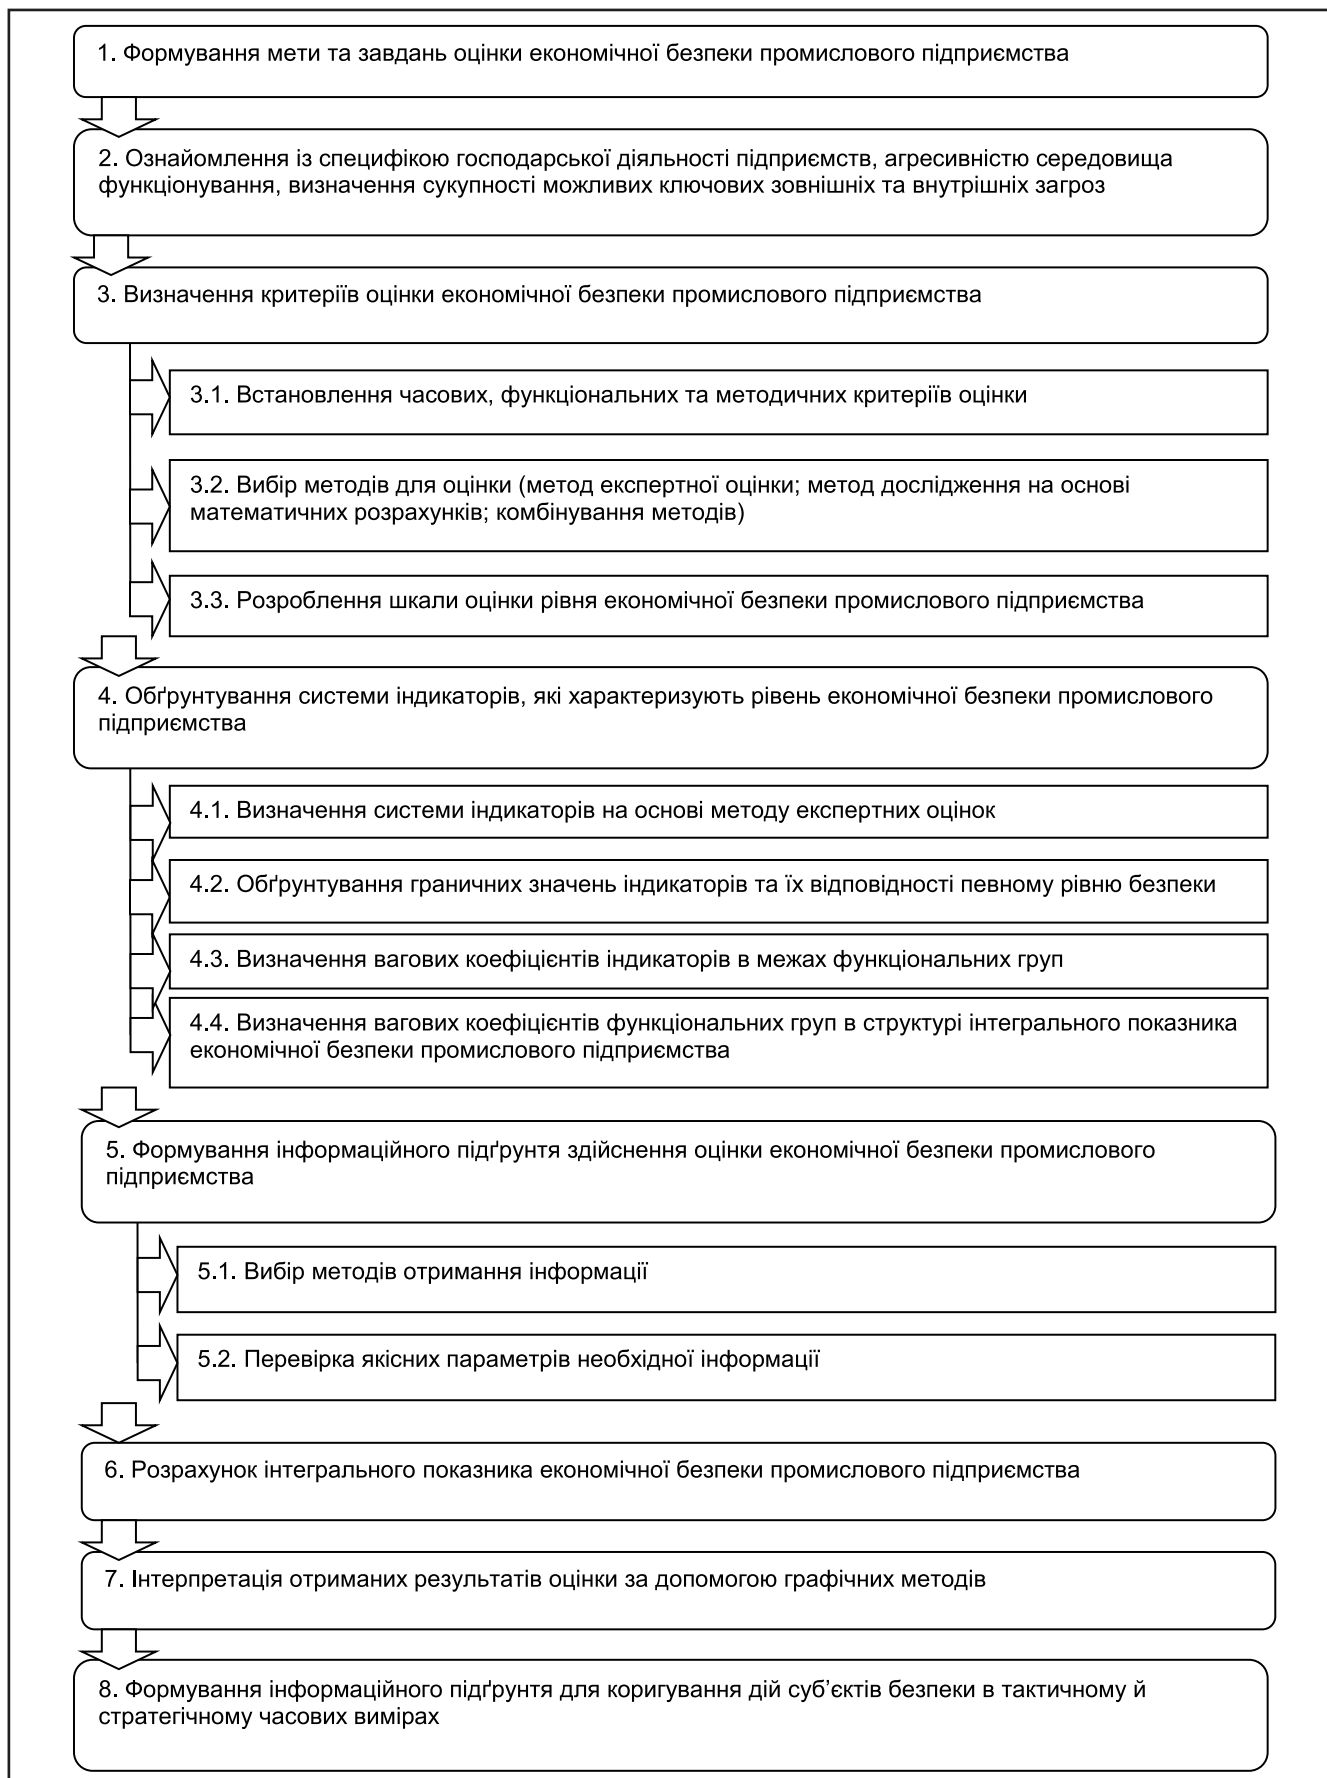 1. Формування мети та завдань оцінки економічної безпеки промислового підприємства
2. Ознайомлення із специфікою господарської діяльності підприємств, агресивністю середовища
функціонування, визначення сукупності можливих ключових зовнішніх та внутрішніх загроз
3. Визначення критеріїв оцінки економічної безпеки промислового підприємства
3.1. Встановлення часових, функціональних та методичних критеріїв оцінки
3.2. Вибір методів для оцінки (метод експертної оцінки; метод дослідження на основі
математичних розрахунків; комбінування методів)
3.3. Розроблення шкали оцінки рівня економічної безпеки промислового підприємства
4. Обґрунтування системи індикаторів, які характеризують рівень економічної безпеки промислового
підприємства
4.1. Визначення системи індикаторів на основі методу експертних оцінок
4.2. Обґрунтування граничних значень індикаторів та їх відповідності певному рівню безпеки
4.3. Визначення вагових коефіцієнтів індикаторів в межах функціональних груп
4.4. Визначення вагових коефіцієнтів функціональних груп в структурі інтегрального показника
економічної безпеки промислового підприємства
5. Формування інформаційного підґрунтя здійснення оцінки економічної безпеки промислового
підприємства
5.1. Вибір методів отримання інформації
5.2. Перевірка якісних параметрів необхідної інформації
6. Розрахунок інтегрального показника економічної безпеки промислового підприємства
7. Інтерпретація отриманих результатів оцінки за допомогою графічних методів
8. Формування інформаційного підґрунтя для коригування дій суб’єктів безпеки в тактичному й
стратегічному часових вимірах